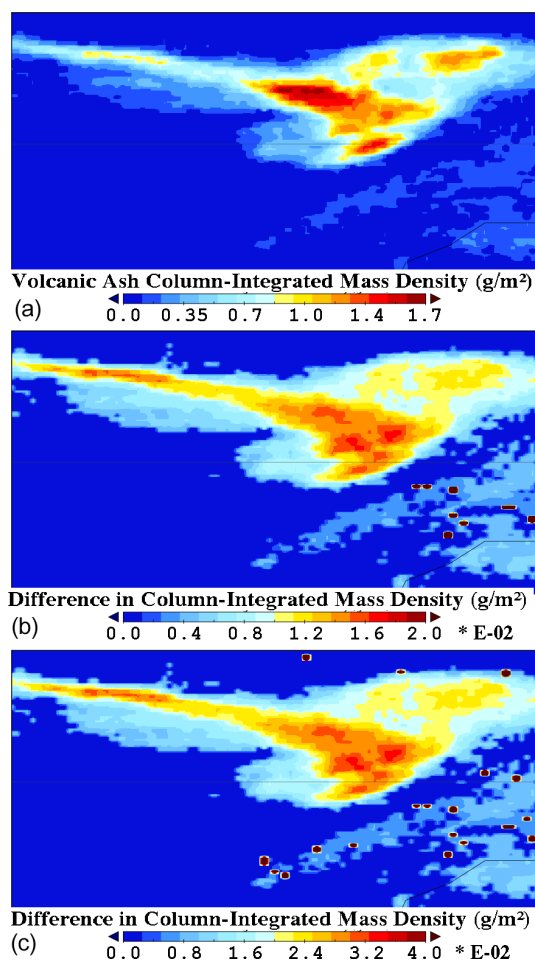 Volcanic Ash Column-Integrated Mass Density (g/m²)
(a)
0.0 0.35 0.7 1.0 1.4 1.7
Difference in Column-Integrated Mass Density (g/m²)
(b)
0.0 0.4 0.8 1.2 1.6 2.0 * E-02
Difference in Column-Integrated Mass Density (g/m²)
(c)
0.0 0.8 1.6 2.4 3.2 4.0 * E-02